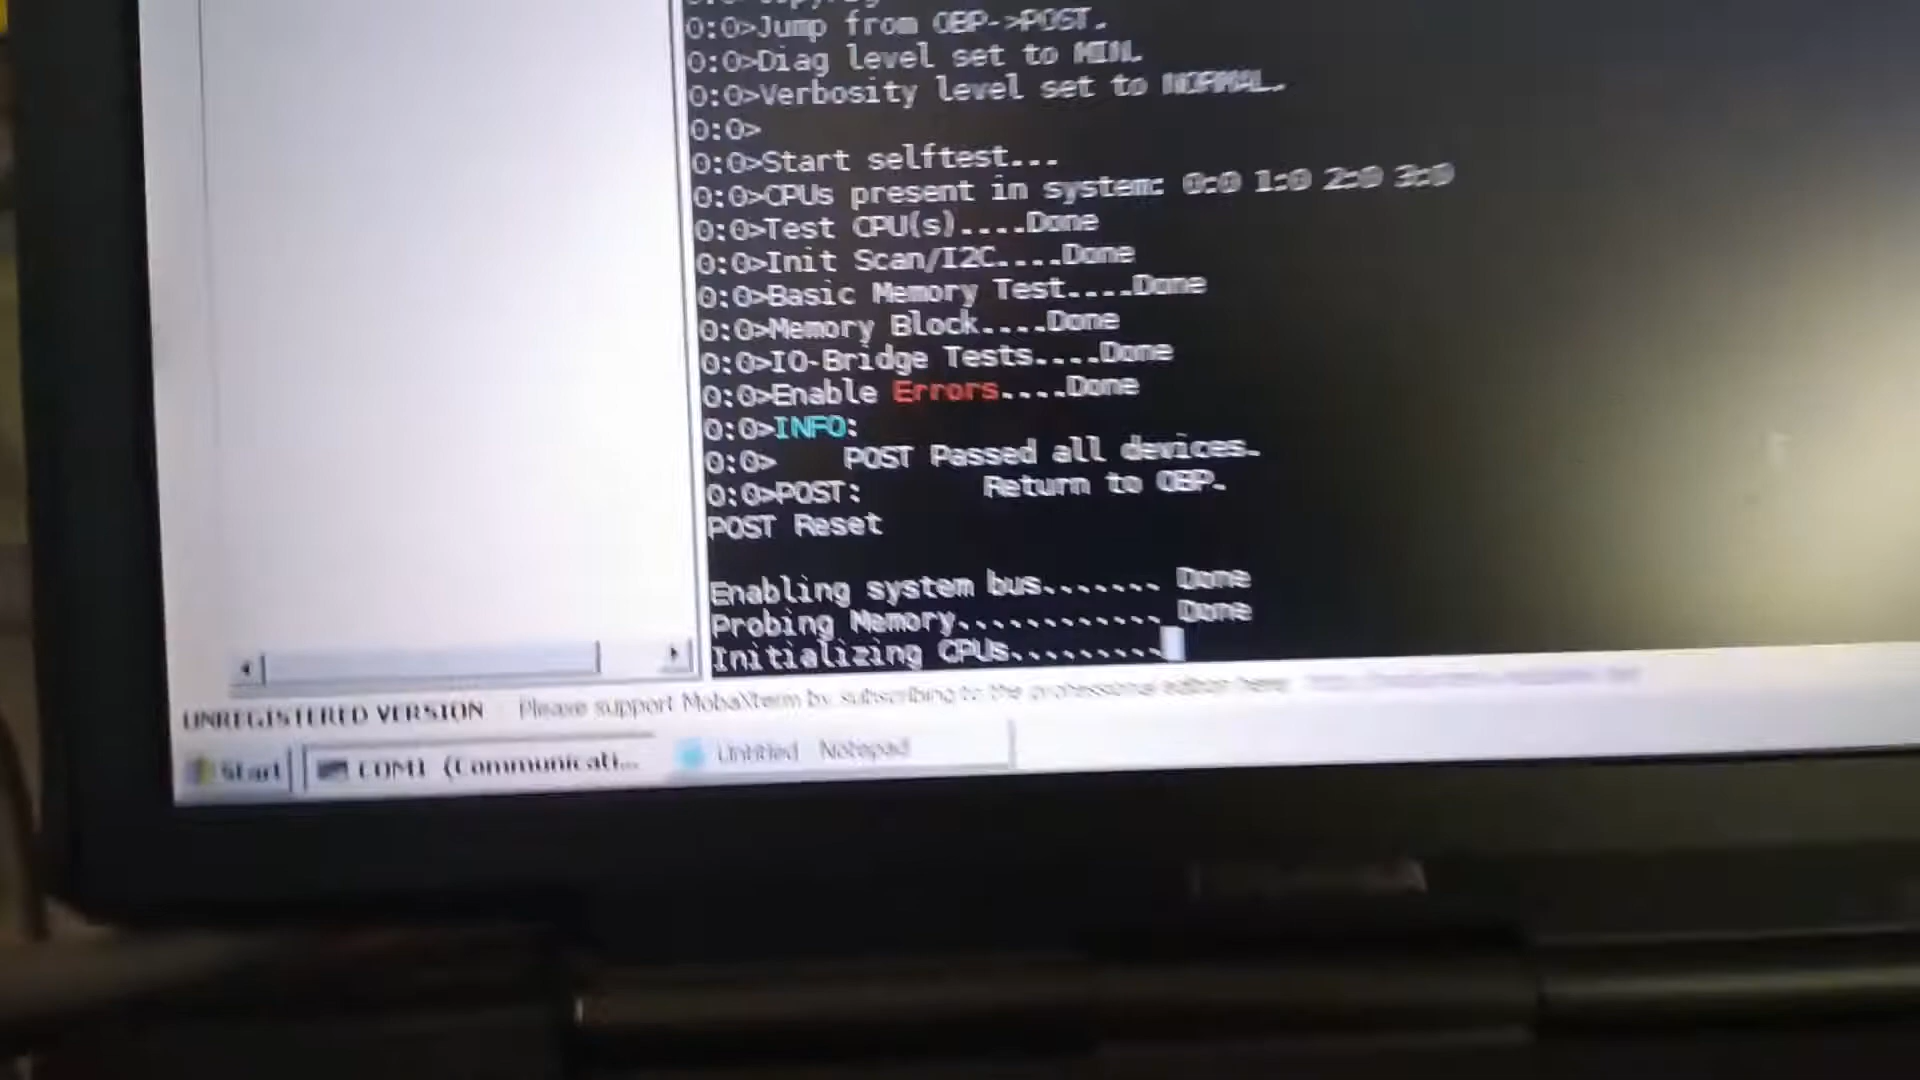 0:0>Jump from OBP->POST.
0:0>Diag level set to MIN.
0:0>Verbosity level set to NORMAL.
0:0>
0:0>Start selftest...
0:0>CPUs present in system: 0:0 1:0 2:0 3:0
0:0>Test CPU(s)....Done
0:0>Init Scan/I2C....Done
0:0>Basic Memory Test....Done
0:0>Memory Block....Done
0:0>IO-Bridge Tests....Done
0:0>Enable Errors....Done
0:0>INFO:
0:0> POST Passed all devices.
0:0>POST: Return to OBP.
POST Reset
Enabling system bus....... Done
Probing Memory............ Done
Initializing CPUs.........
UNREGISTERED VERSION Please support MobaXterm by subscribing to the professional edition here:
Start COM1 (Communicati... Untitled Notepad